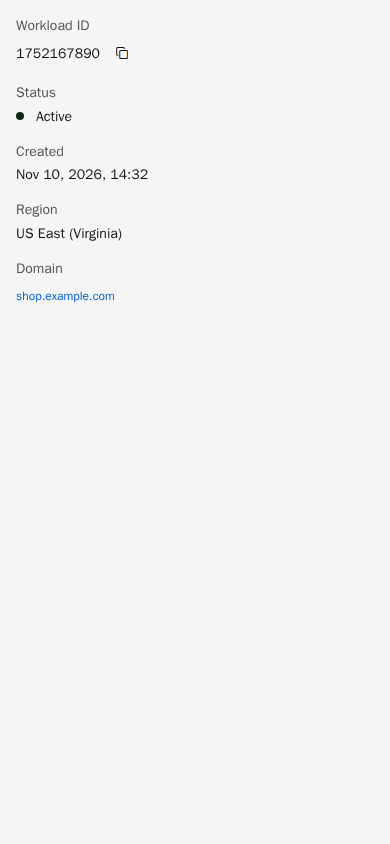 Workload ID
1752167890
Status
Active
Created
Nov 10, 2026, 14:32
Region
US East (Virginia)
Domain
shop.example.com